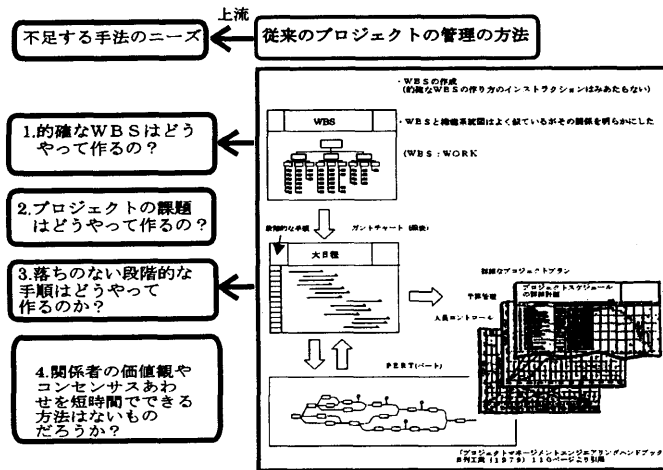 上流
不足する手法のニーズ
従来のプロジェクトの管理の方法
・WBSの作成
(的確なWBSの作り方のインストラクションはみあたらない)
・WBSと機能系統図はよく似ているがその関係を明らかにした
(WBS:WORK
WBS
1.的確なWBSはどう
やって作るの?
2.プロジェクトの課題
はどうやって作るの?
3.落ちのない段階的な
手順はどうやって
作るのか?
4.関係者の価値観や
コンセンサスあわ
せを短時間でできる
方法はないもの
だろうか?
段階的な手順
ガントチャート
大日程
詳細なプロジェクトプラン
予算管理
人員コントロール
プロジェクトスケジュール
の詳細計画
PERT(パート)
「プロジェクトマネージメントエンジニアリングハンドブック
日刊工業(1979)110ページより引用